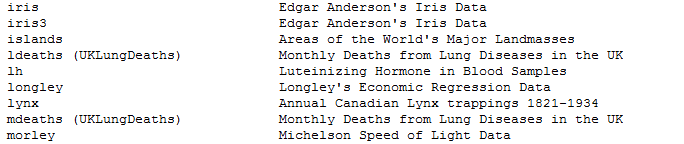 iris Edgar Anderson's Iris Data
iris3 Edgar Anderson's Iris Data
islands Areas of the World's Major Landmasses
ldeaths (UKLungDeaths) Monthly Deaths from Lung Diseases in the UK
lh Luteinizing Hormone in Blood Samples
longley Longley's Economic Regression Data
lynx Annual Canadian Lynx trappings 1821-1934
mdeaths (UKLungDeaths) Monthly Deaths from Lung Diseases in the UK
morley Michelson Speed of Light Data